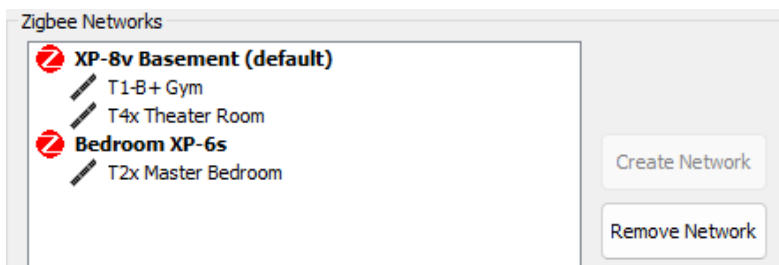 Zigbee Networks
XP-8v Basement (default)
T1-B+ Gym
T4x Theater Room
Bedroom XP-6s
T2x Master Bedroom
Create Network
Remove Network